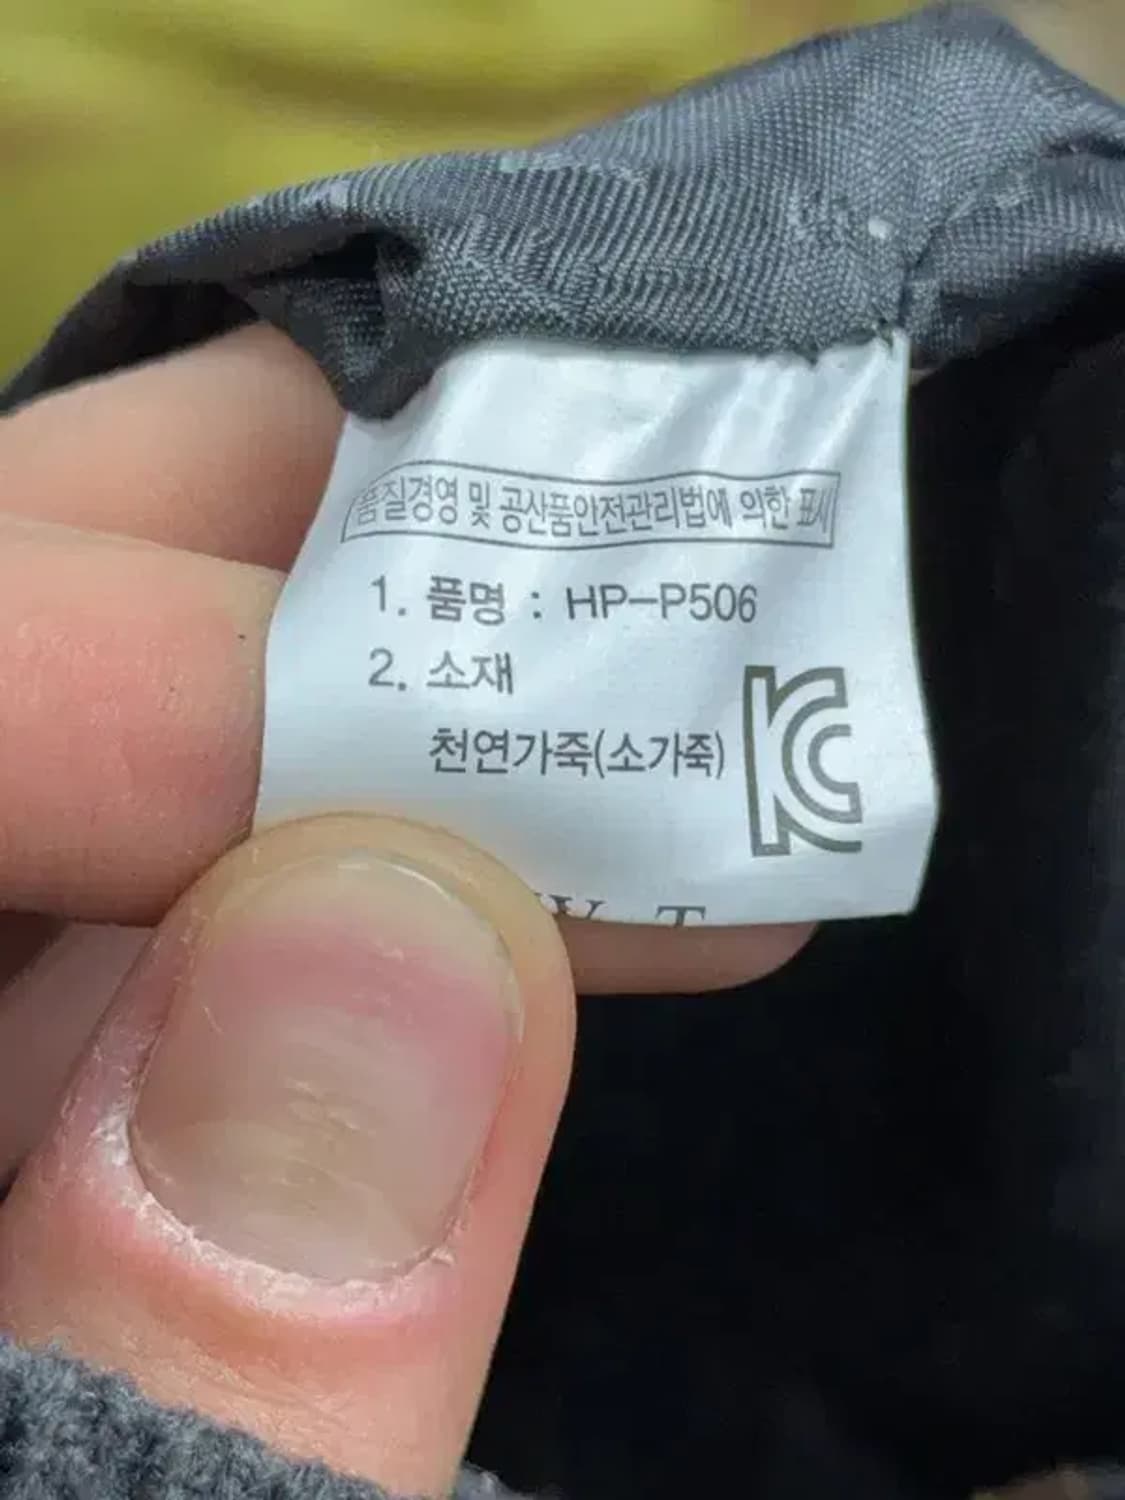 품질경영 및 공산품안전관리법에 의한 표시
1. 품명 : HP-P506
2. 소재
천연가죽(소가죽)
KC